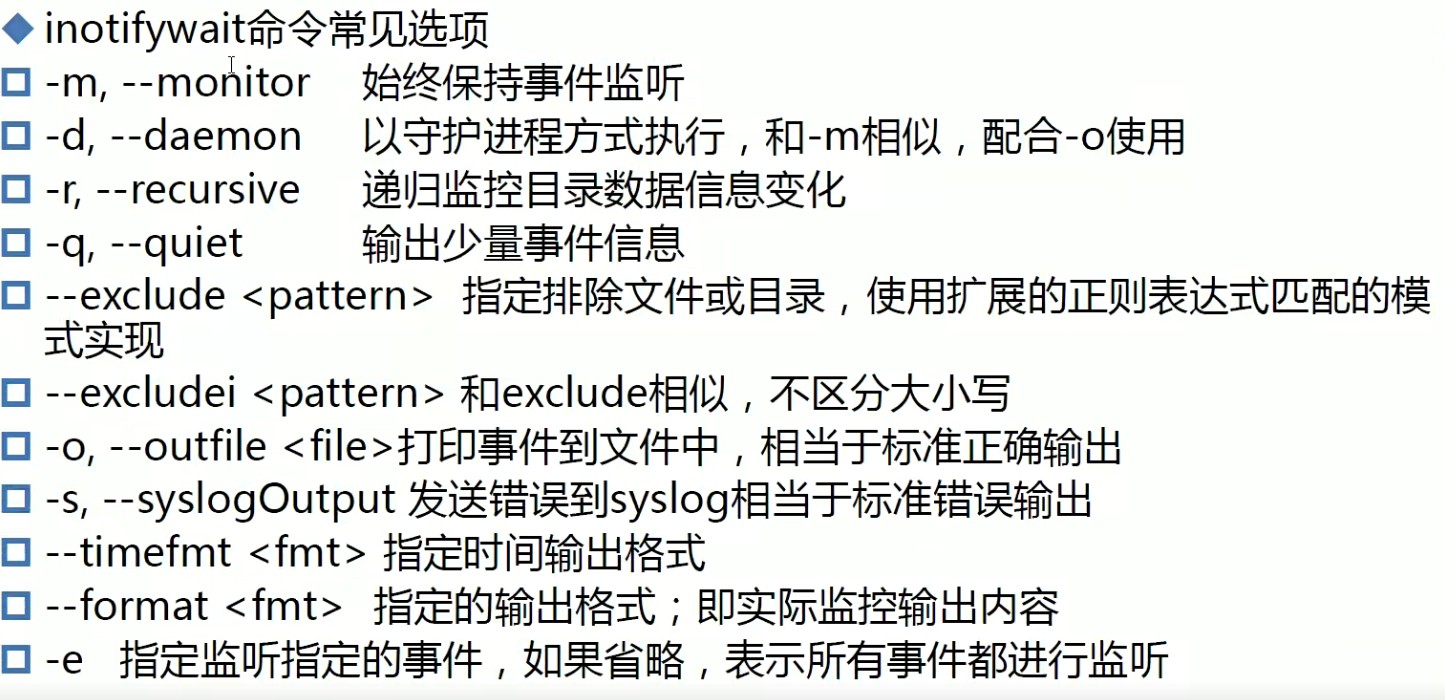 inotifywait命令常见选项
-m, --monitor 始终保持事件监听
-d, --daemon 以守护进程方式执行，和-m相似，配合-o使用
-r, --recursive 递归监控目录数据信息变化
-q, --quiet 输出少量事件信息
--exclude <pattern> 指定排除文件或目录，使用扩展的正则表达式匹配的模
式实现
--excludei <pattern> 和exclude相似，不区分大小写
-o, --outfile <file>打印事件到文件中，相当于标准正确输出
-s, --syslogOutput 发送错误到syslog相当于标准错误输出
--timefmt <fmt> 指定时间输出格式
--format <fmt> 指定的输出格式；即实际监控输出内容
-e 指定监听指定的事件，如果省略，表示所有事件都进行监听